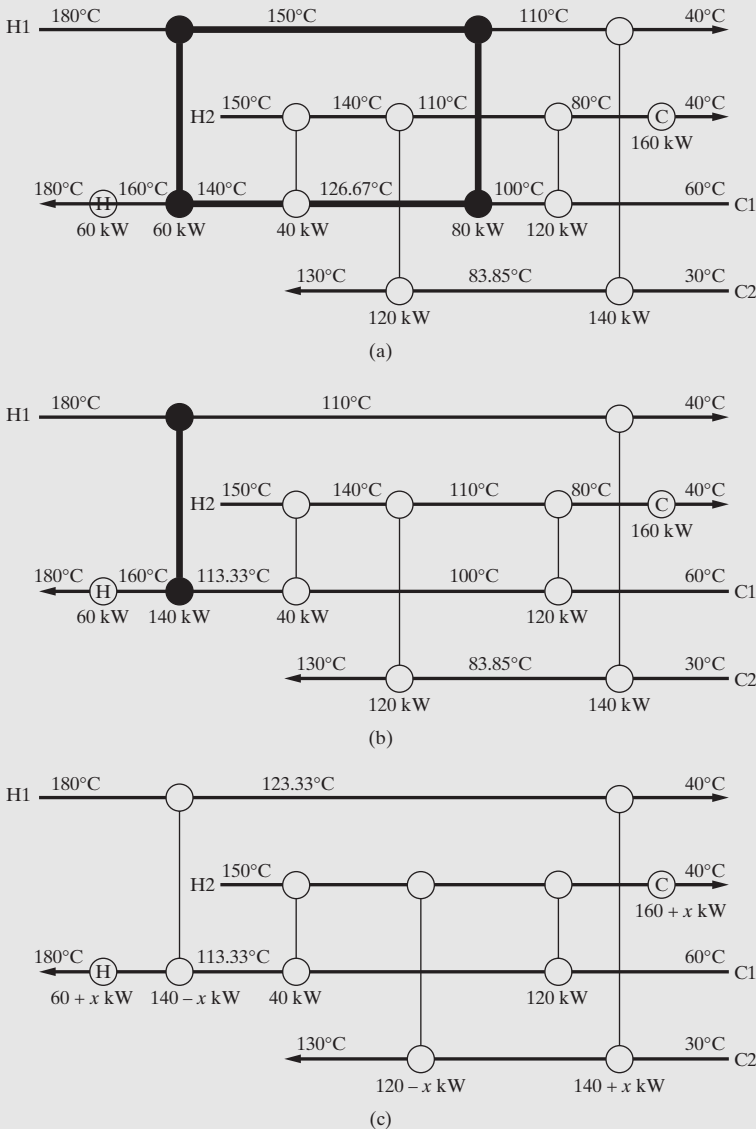 H1 180°C 150°C 110°C 40°C
H2 150°C 140°C 110°C 80°C C 40°C
160 kW
180°C H 160°C 140°C 126.67°C 100°C 60°C C1
60 kW 60 kW 40 kW 80 kW 120 kW
130°C 83.85°C 30°C C2
120 kW 140 kW
(a)
H1 180°C 110°C 40°C
H2 150°C 140°C 110°C 80°C C 40°C
160 kW
180°C H 160°C 113.33°C 100°C 60°C C1
60 kW 140 kW 40 kW 120 kW
130°C 83.85°C 30°C C2
120 kW 140 kW
(b)
H1 180°C 123.33°C 40°C
H2 150°C C 40°C
160 + x kW
180°C H 113.33°C 60°C C1
60 + x kW 140 – x kW 40 kW 120 kW
130°C 30°C C2
120 – x kW 140 + x kW
(c)